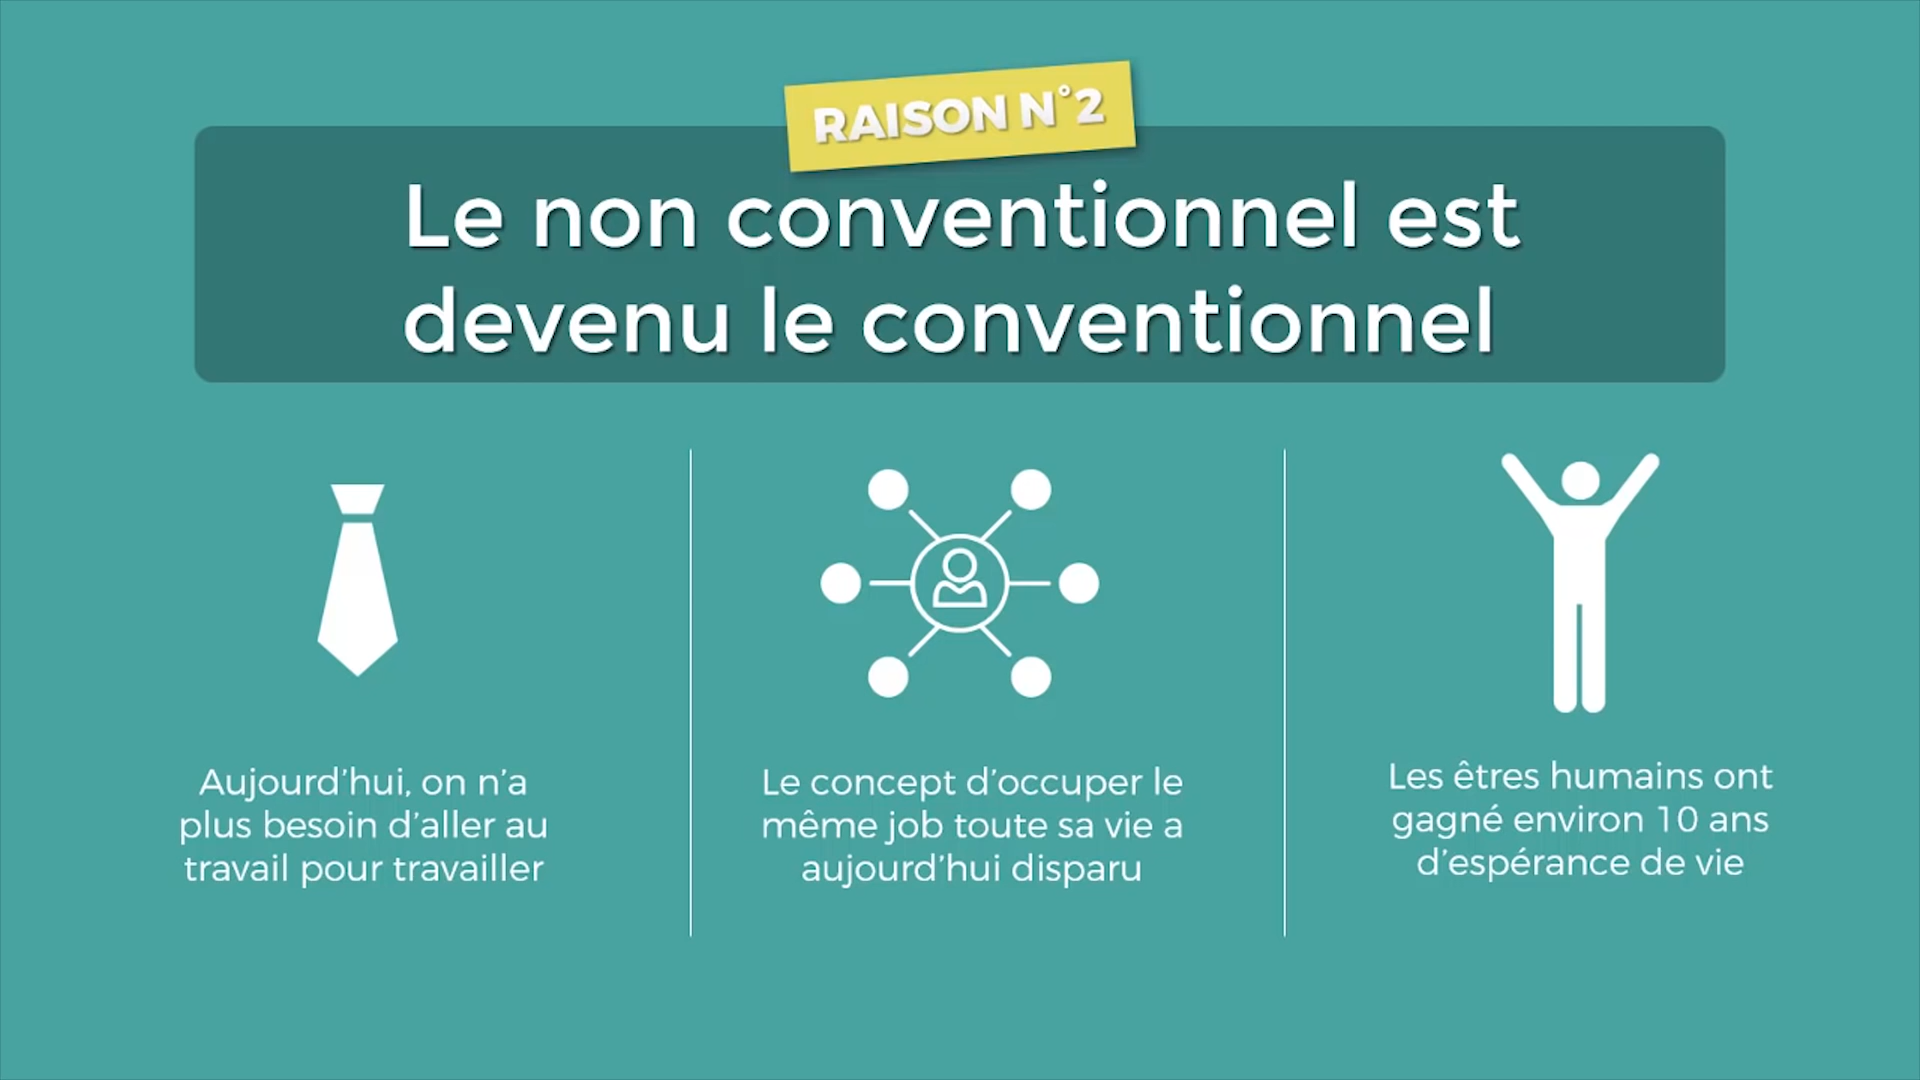 RAISON N°2
Le non conventionnel est
devenu le conventionnel
Aujourd'hui, on n'a
plus besoin d'aller au
travail pour travailler
Le concept d'occuper le
même job toute sa vie a
aujourd'hui disparu
Les êtres humains ont
gagné environ 10 ans
d'espérance de vie